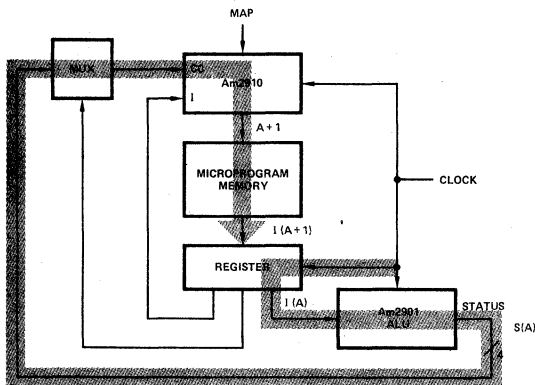 MAP
MUX
CC
Am2910
I
A + 1
MICROPROGRAM
MEMORY
CLOCK
I (A+1)
REGISTER
I (A)
Am2901
ALU
STATUS
S(A)
4